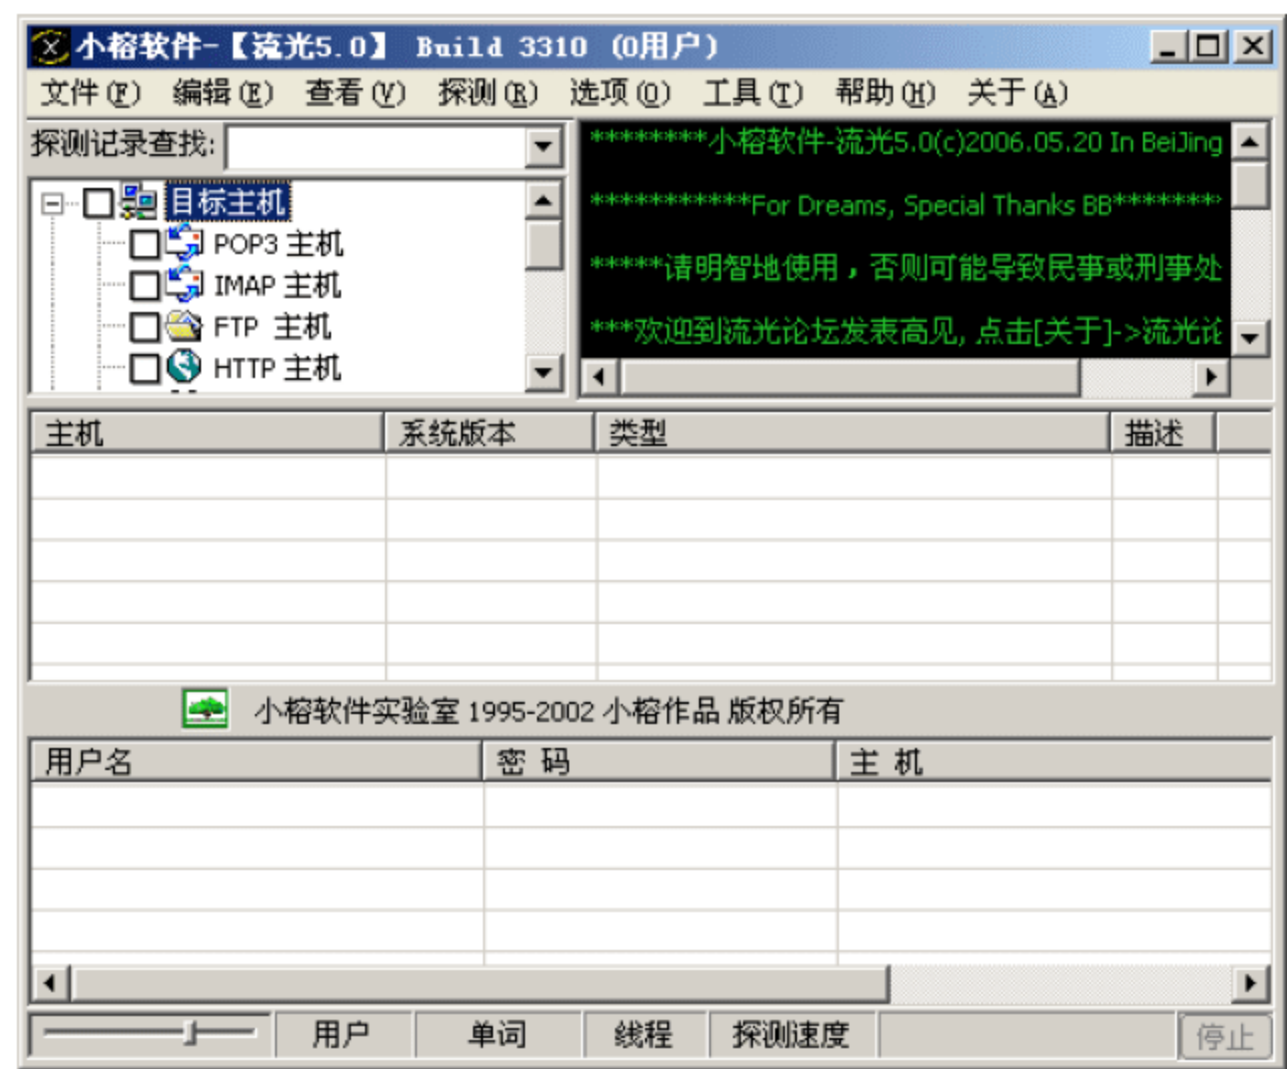 小榕软件-【流光5.0】 Build 3310 (0用户)
文件(F) 编辑(E) 查看(V) 探测(R) 选项(O) 工具(T) 帮助(H) 关于(A)
探测记录查找:
目标主机
POP3 主机
IMAP 主机
FTP 主机
HTTP 主机
********小榕软件-流光5.0(c)2006.05.20 In BeiJing
***********For Dreams, Special Thanks BB*******
*****请明智地使用，否则可能导致民事或刑事处
***欢迎到流光论坛发表高见, 点击[关于]->流光论
主机 系统版本 类型 描述
小榕软件实验室 1995-2002 小榕作品 版权所有
用户名 密 码 主 机
用户 单词 线程 探测速度 停止